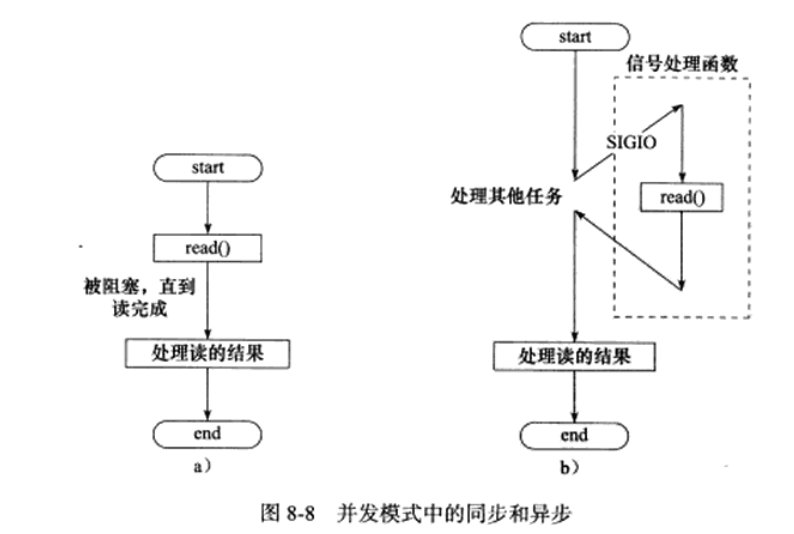 start
read()
被阻塞，直到
读完成
处理读的结果
end
a）
start
信号处理函数
SIGIO
处理其他任务
read()
处理读的结果
end
b）
图 8-8 并发模式中的同步和异步